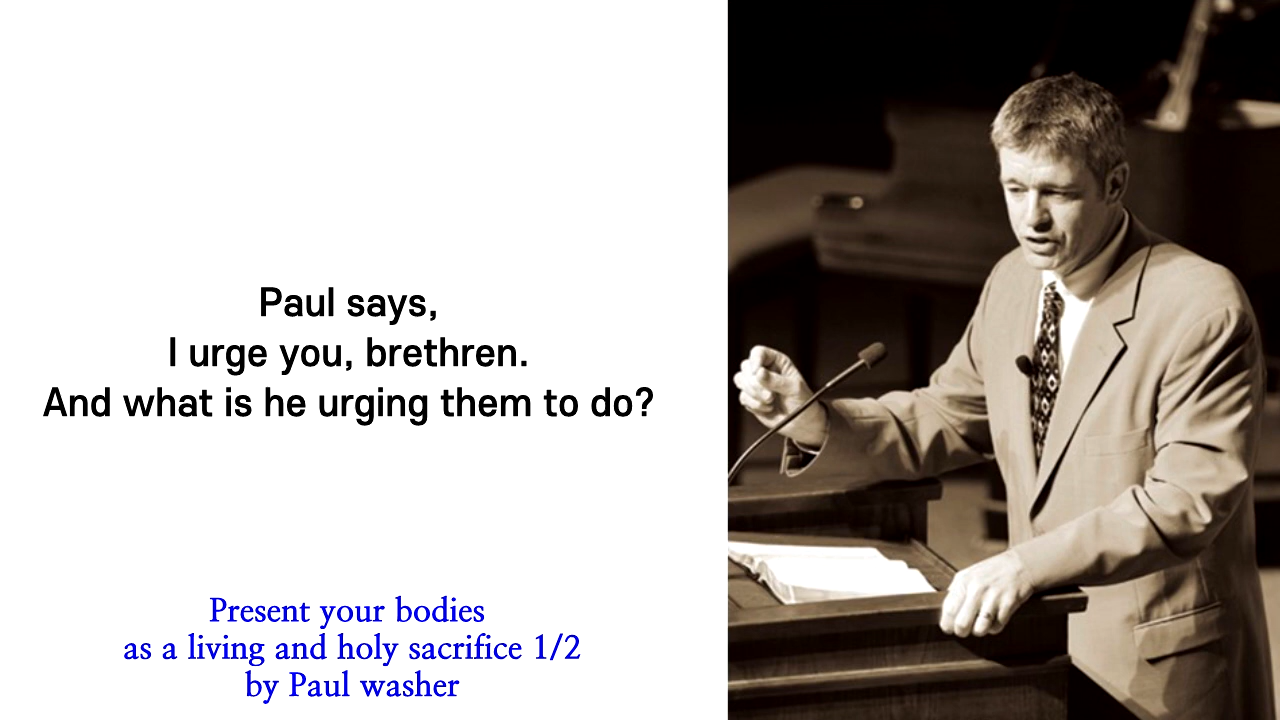 Paul says,
I urge you, brethren.
And what is he urging them to do?
Present your bodies
as a living and holy sacrifice 1/2
by Paul washer